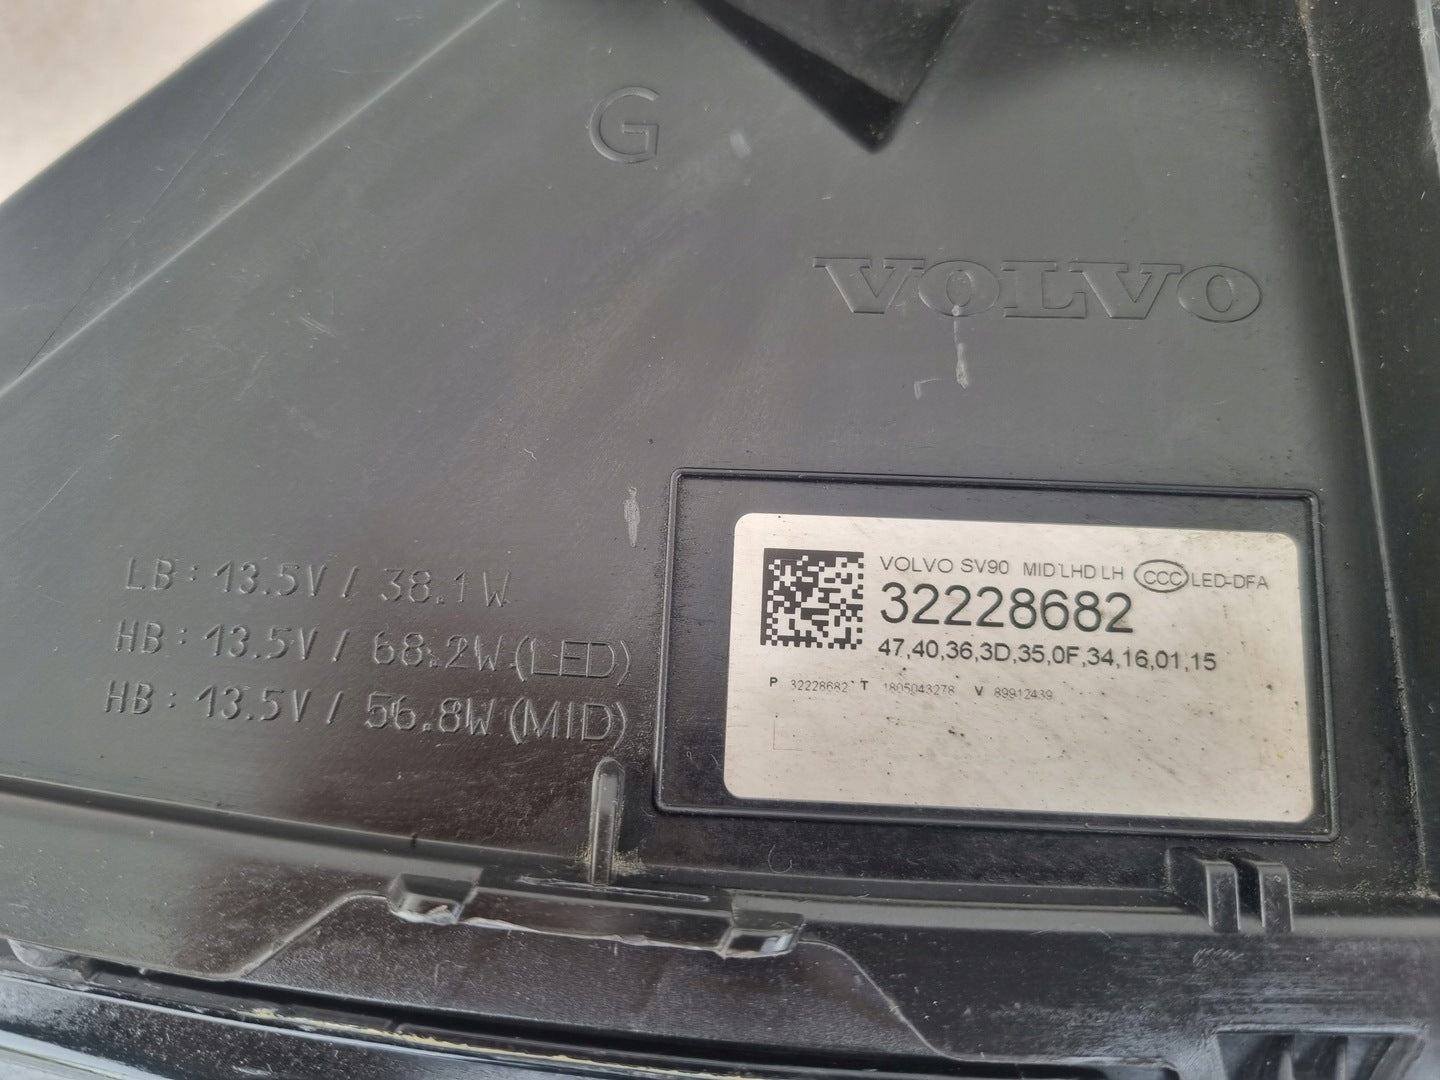 G
VOLVO
LB: 13.5V / 38.1W
HB: 13.5V / 68.2W (LED)
HB: 13.5V / 56.8W (MID)
VOLVO SV90 MID LHD LH CCC LED-DFA
32228682
47,40,36,3D,35,0F,34,16,01,15
P 32228682 T 1805043278 V 89912439